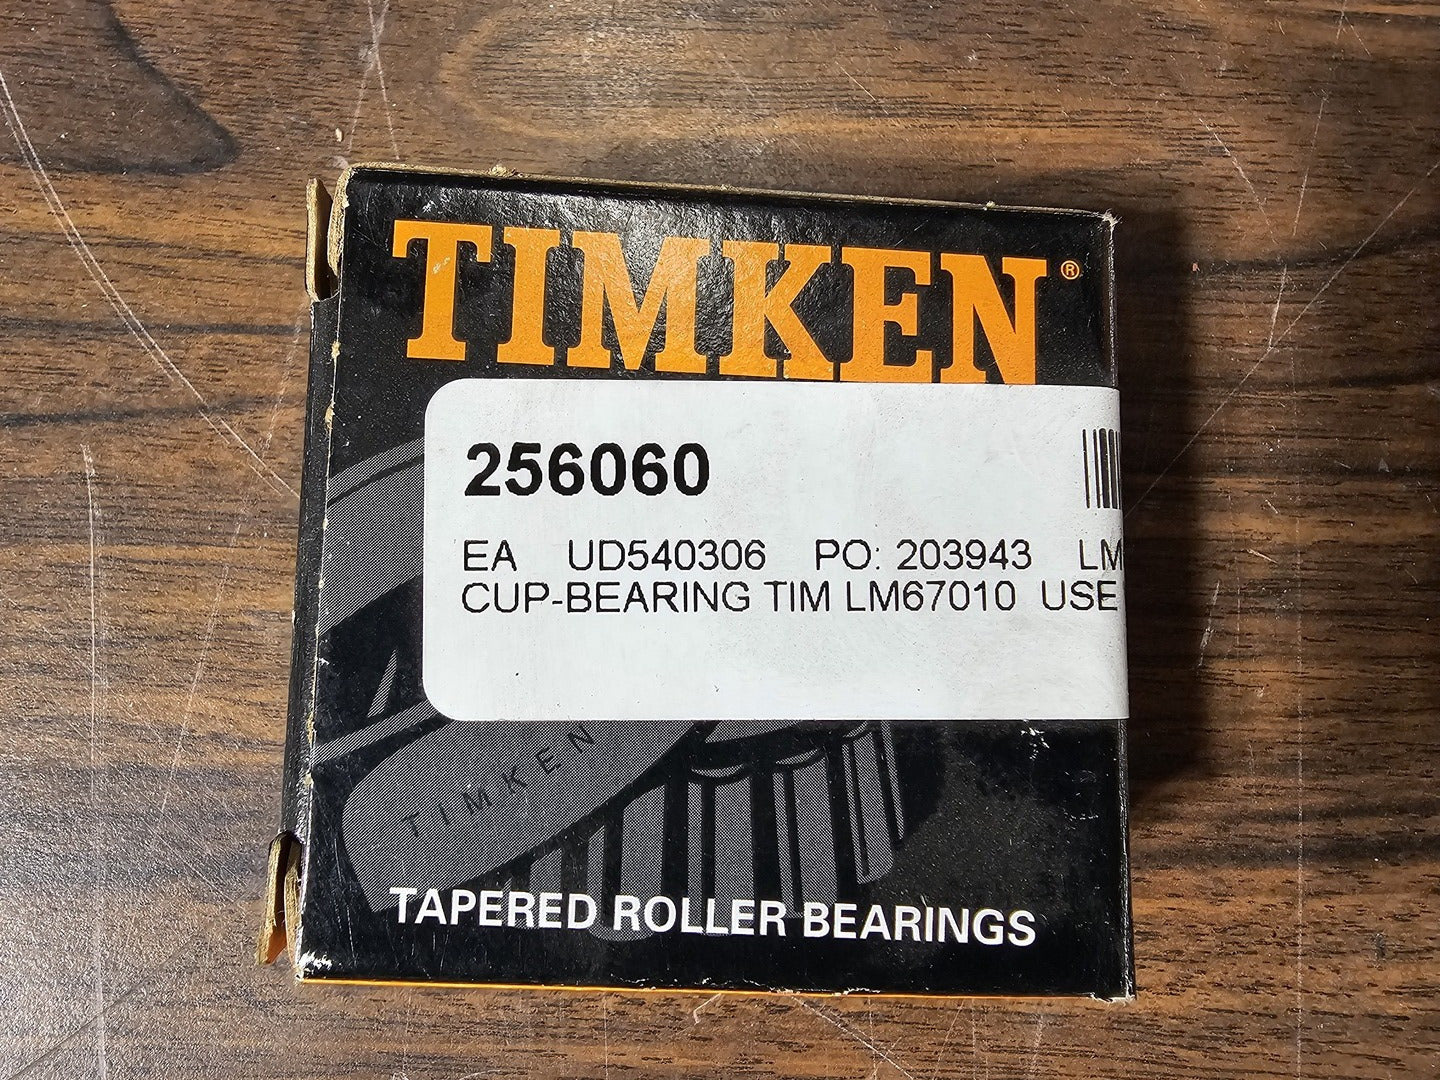 TIMKEN®
256060
EA UD540306 PO: 203943 LM
CUP-BEARING TIM LM67010 USE
TIMKEN
TAPERED ROLLER BEARINGS